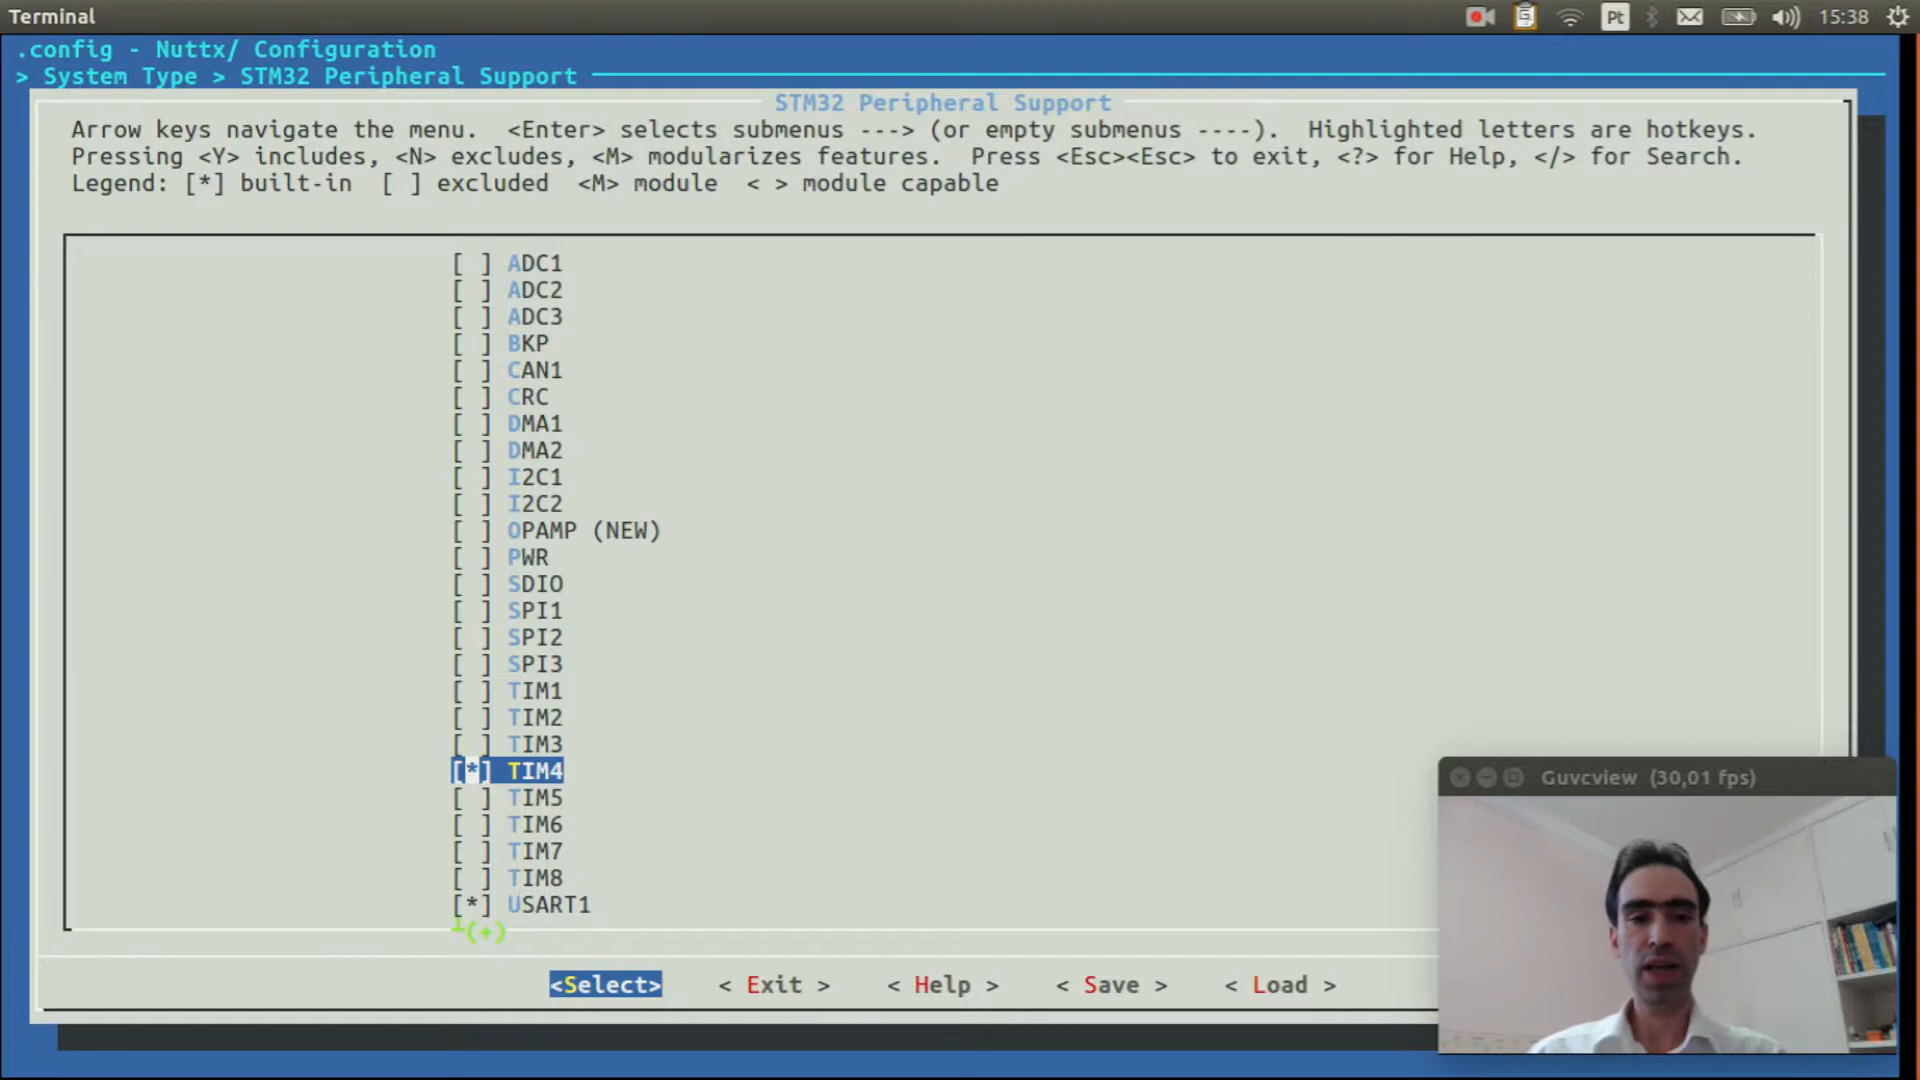 Terminal
Pt
15:38
.config - Nuttx/ Configuration
> System Type > STM32 Peripheral Support
STM32 Peripheral Support
Arrow keys navigate the menu.  <Enter> selects submenus ---> (or empty submenus ----).  Highlighted letters are hotkeys.
Pressing <Y> includes, <N> excludes, <M> modularizes features.  Press <Esc><Esc> to exit, <?> for Help, </> for Search.
Legend: [*] built-in  [ ] excluded  <M> module  < > module capable
[ ] ADC1
[ ] ADC2
[ ] ADC3
[ ] BKP
[ ] CAN1
[ ] CRC
[ ] DMA1
[ ] DMA2
[ ] I2C1
[ ] I2C2
[ ] OPAMP (NEW)
[ ] PWR
[ ] SDIO
[ ] SPI1
[ ] SPI2
[ ] SPI3
[ ] TIM1
[ ] TIM2
[ ] TIM3
[*] TIM4
[ ] TIM5
[ ] TIM6
[ ] TIM7
[ ] TIM8
[*] USART1
(+)
<Select>    < Exit >    < Help >    < Save >    < Load >
Guvcview (30,01 fps)